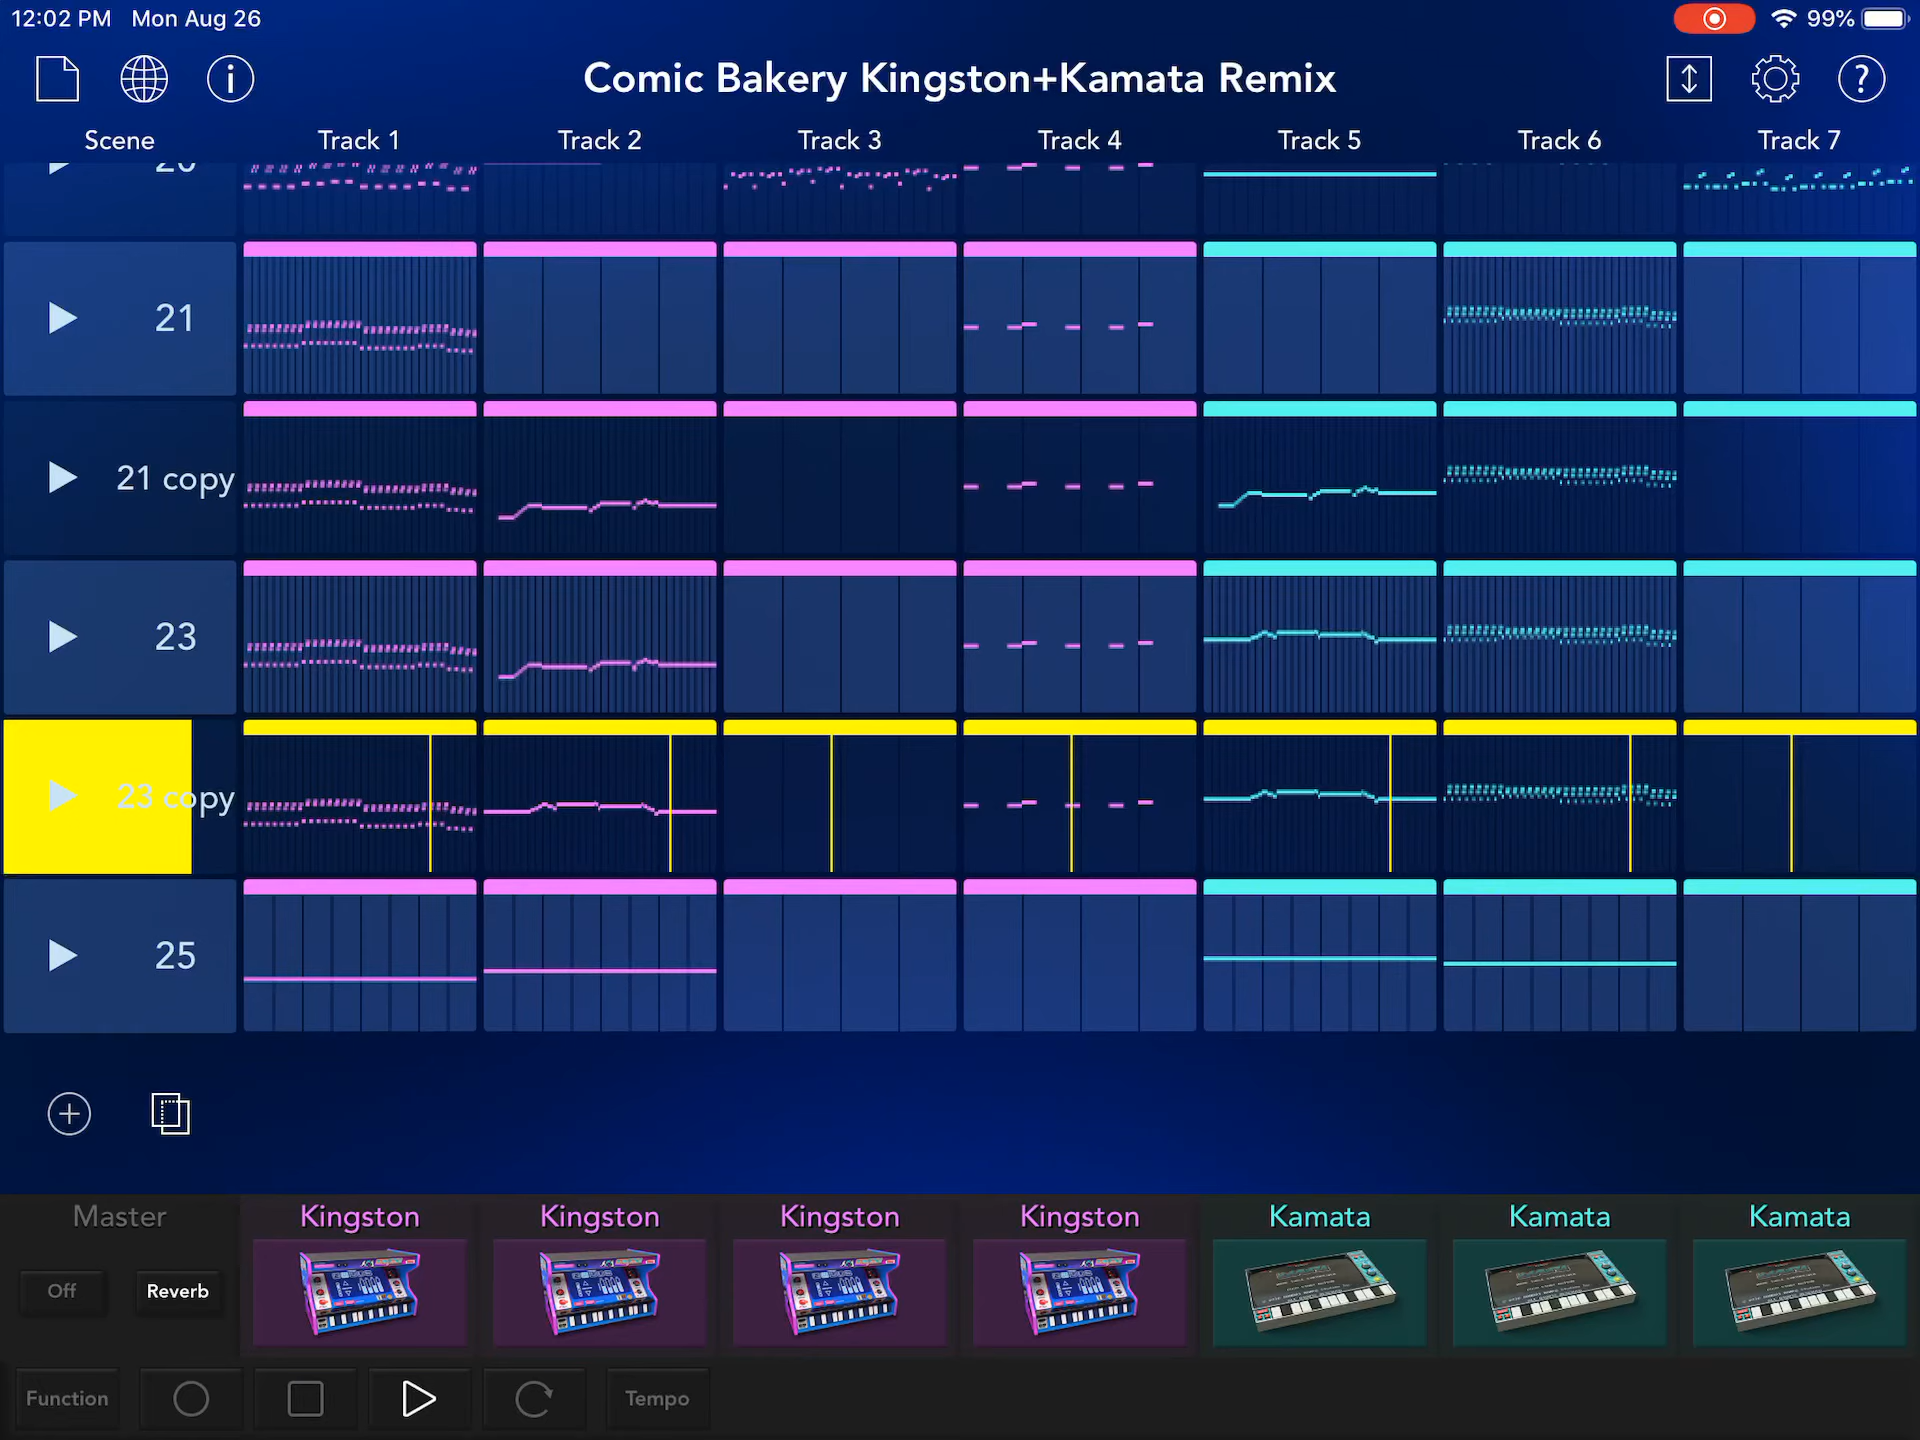 12:02 PM Mon Aug 26 99%
Comic Bakery Kingston+Kamata Remix
Scene Track 1 Track 2 Track 3 Track 4 Track 5 Track 6 Track 7
20
21
21 copy
23
23 copy
25
Master Kingston Kingston Kingston Kingston Kamata Kamata Kamata
Off Reverb
Function Tempo